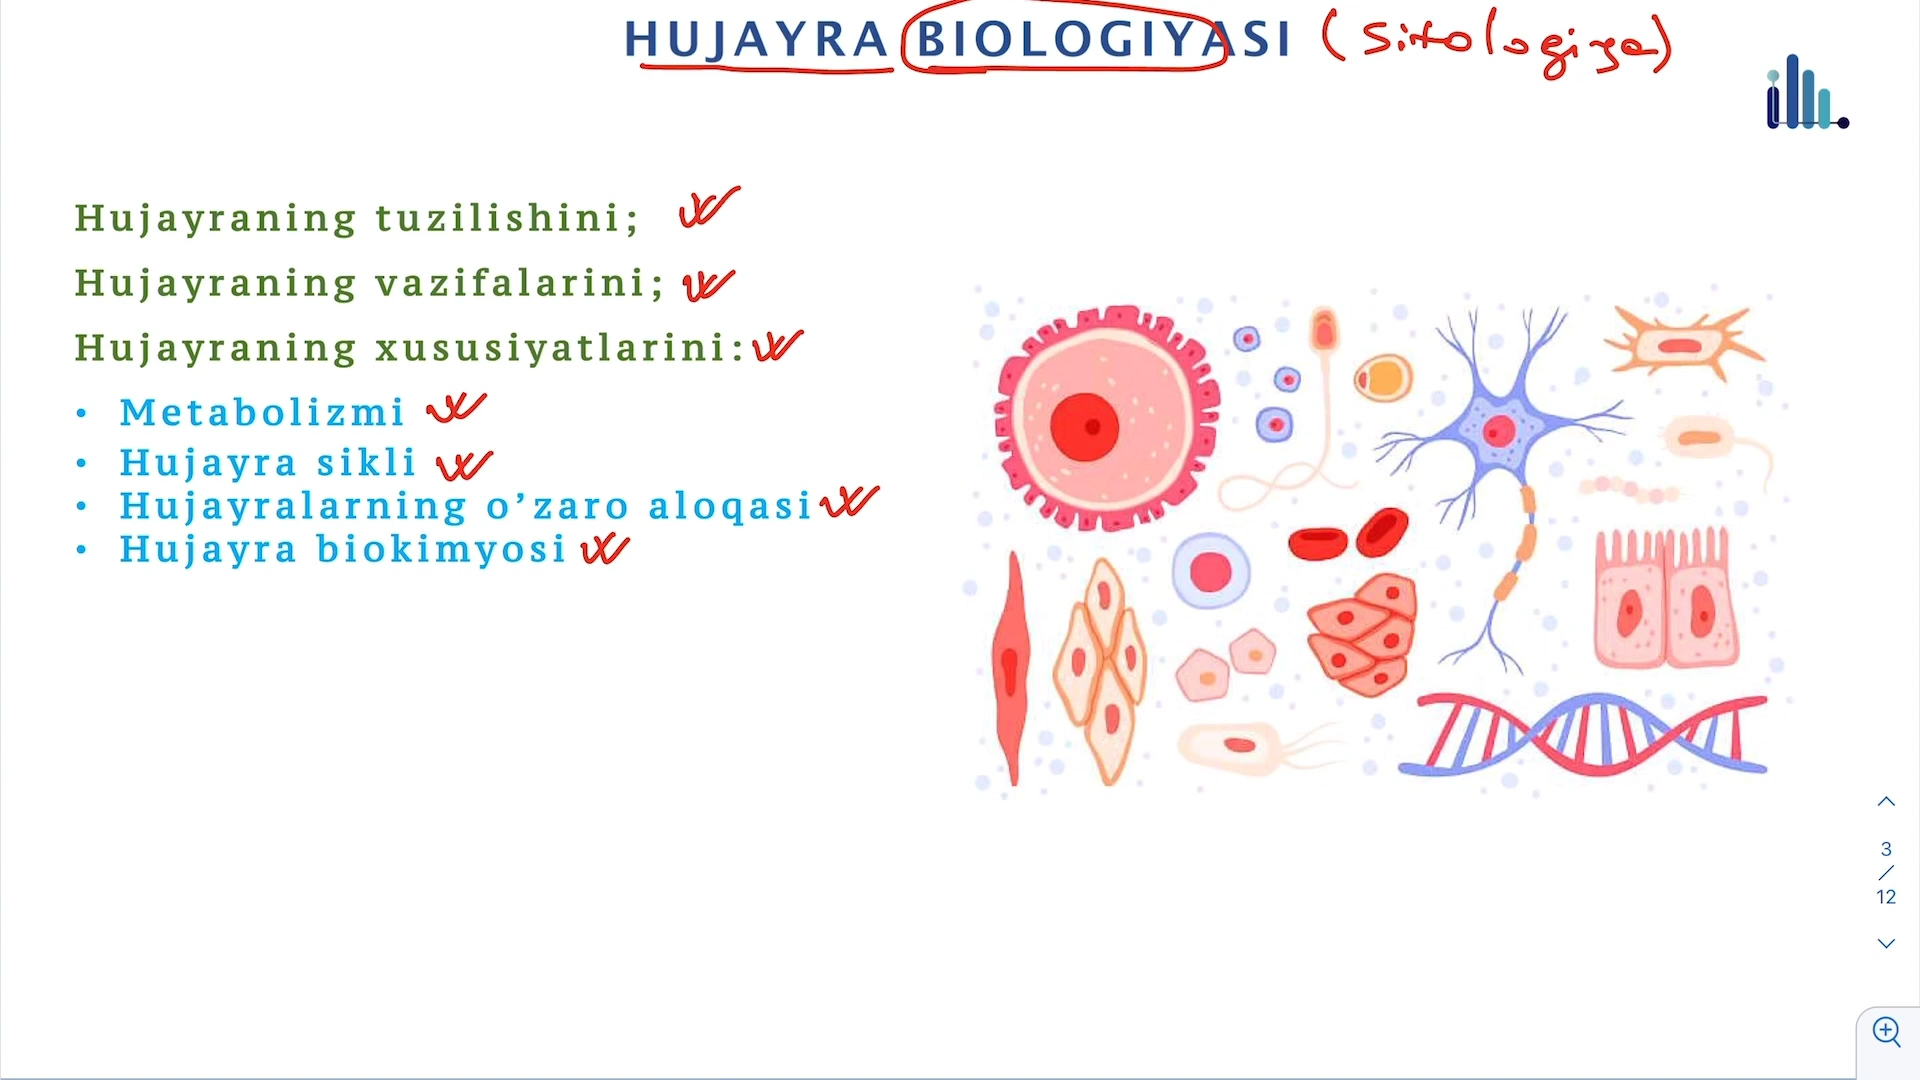 HUJAYRA BIOLOGIYASI (Sitologiya)
Hujayraning tuzilishini;
Hujayraning vazifalarini;
Hujayraning xususiyatlarini:
• Metabolizmi
• Hujayra sikli
• Hujayralarning o’zaro aloqasi
• Hujayra biokimyosi
3
/
12